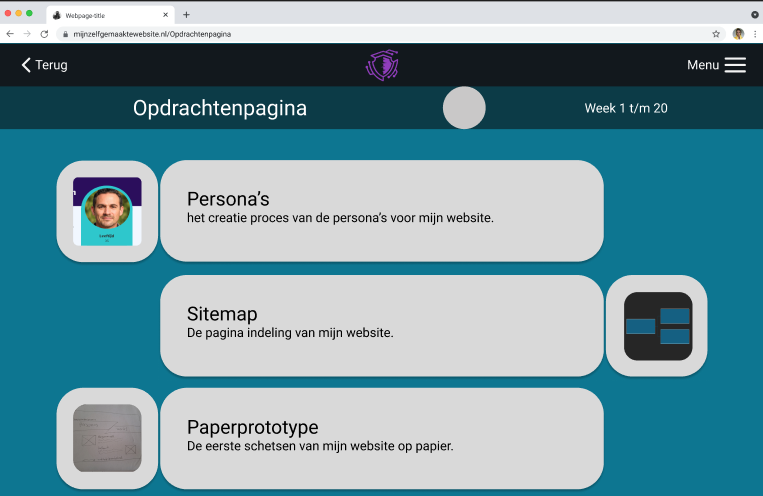 Webpage-title
mijnzelfgemaaktewebsite.nl/Opdrachtenpagina
Terug
Menu
Opdrachtenpagina
Week 1 t/m 20
Persona's
het creatie proces van de persona's voor mijn website.
Sitemap
De pagina indeling van mijn website.
Paperprototype
De eerste schetsen van mijn website op papier.